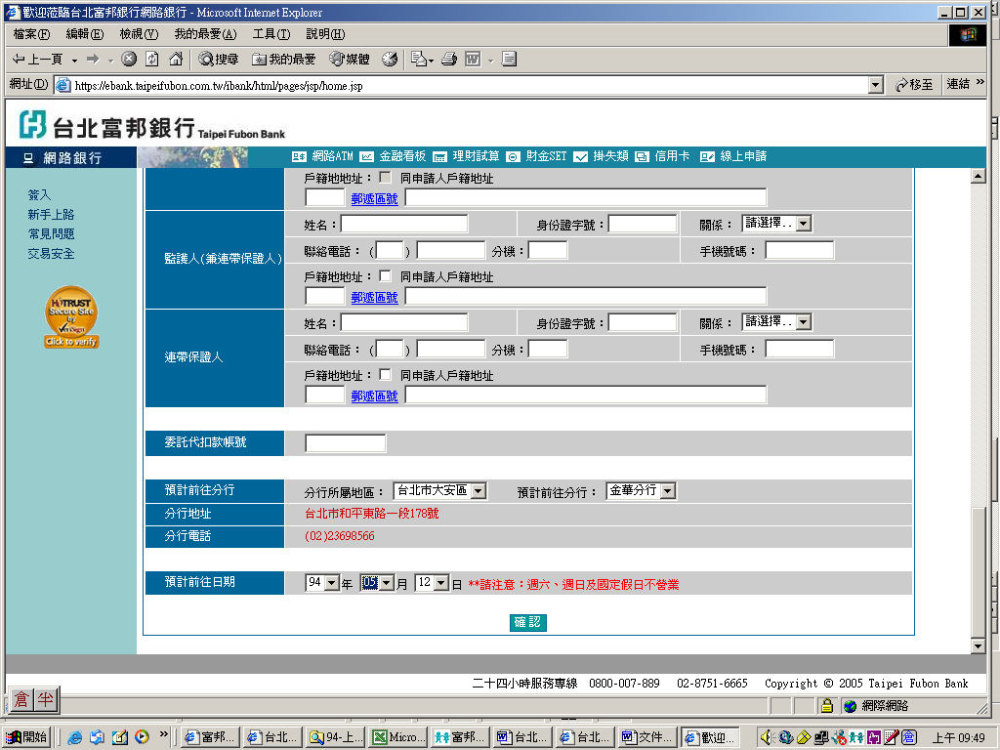 歡迎蒞臨台北富邦銀行網路銀行 - Microsoft Internet Explorer
檔案(F) 編輯(E) 檢視(V) 我的最愛(A) 工具(T) 說明(H)
上一頁 搜尋 我的最愛 媒體
網址(D) https://ebank.taipeifubon.com.tw/ibank/html/pages/jsp/home.jsp 移至 連結 »
台北富邦銀行 Taipei Fubon Bank
網路銀行 網路ATM 金融看板 理財試算 財金SET 掛失類 信用卡 線上申請
簽入
新手上路
常見問題
交易安全
HiTRUST
Secure Site
by
VeriSign
Click to verify
戶籍地地址： 同申請人戶籍地址
郵遞區號
監護人(兼連帶保證人)
姓名： 身份證字號： 關係： 請選擇..
聯絡電話：( ) 分機： 手機號碼：
戶籍地地址： 同申請人戶籍地址
郵遞區號
連帶保證人
姓名： 身份證字號： 關係： 請選擇..
聯絡電話：( ) 分機： 手機號碼：
戶籍地地址： 同申請人戶籍地址
郵遞區號
委託代扣款帳號
預計前往分行 分行所屬地區： 台北市大安區 預計前往分行： 金華分行
分行地址 台北市和平東路一段178號
分行電話 (02)23698566
預計前往日期 94 年 05 月 12 日 **請注意：週六、週日及國定假日不營業
確認
二十四小時服務專線 0800-007-889 02-8751-6665 Copyright © 2005 Taipei Fubon Bank
網際網路
倉 半
開始 » 富邦... 台北... 94-上... Micro... 富邦... 台北... 台北... 文件... 歡迎... 上午 09:49